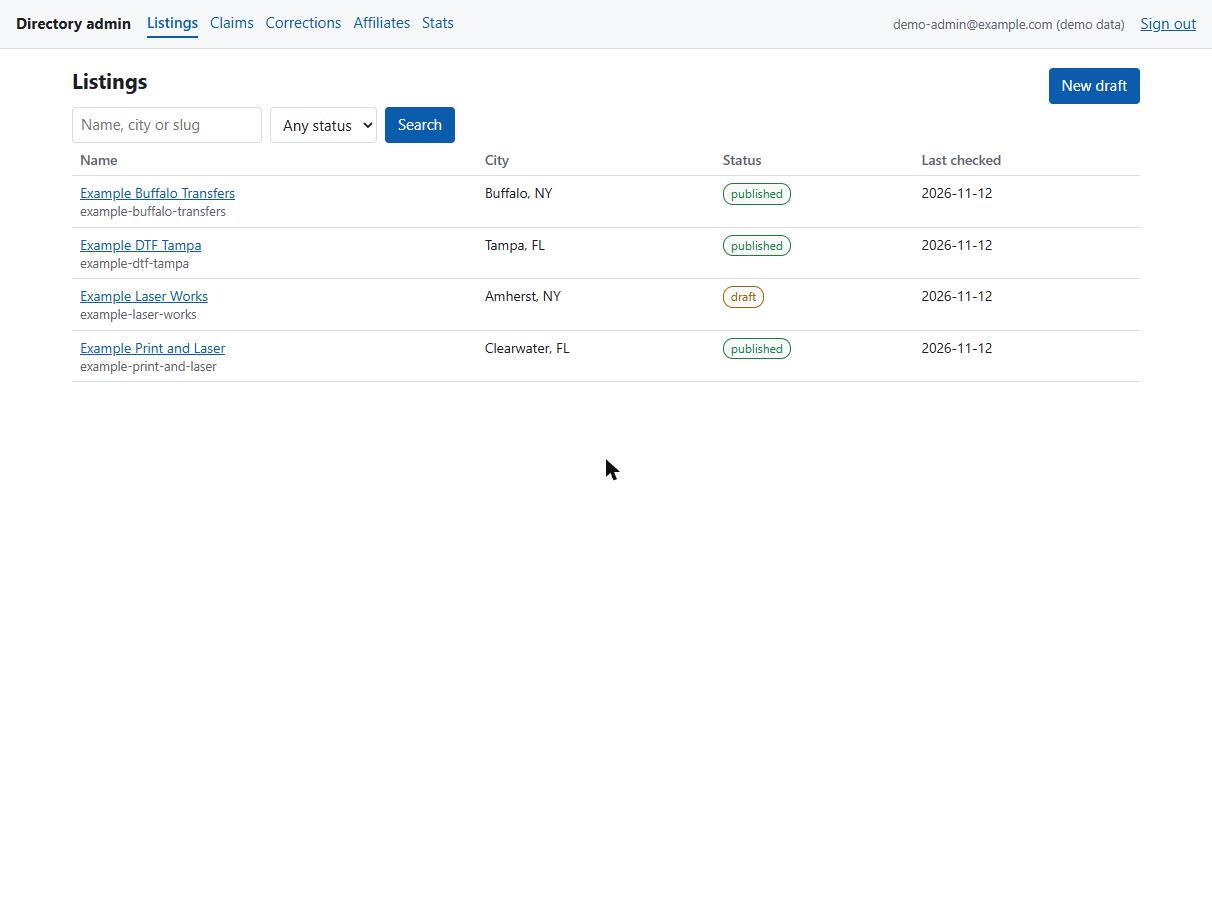 Directory admin Listings Claims Corrections Affiliates Stats demo-admin@example.com (demo data) Sign out
Listings New draft
Name, city or slug Any status Search
Name City Status Last checked
Example Buffalo Transfers Buffalo, NY published 2026-11-12
example-buffalo-transfers
Example DTF Tampa Tampa, FL published 2026-11-12
example-dtf-tampa
Example Laser Works Amherst, NY draft 2026-11-12
example-laser-works
Example Print and Laser Clearwater, FL published 2026-11-12
example-print-and-laser